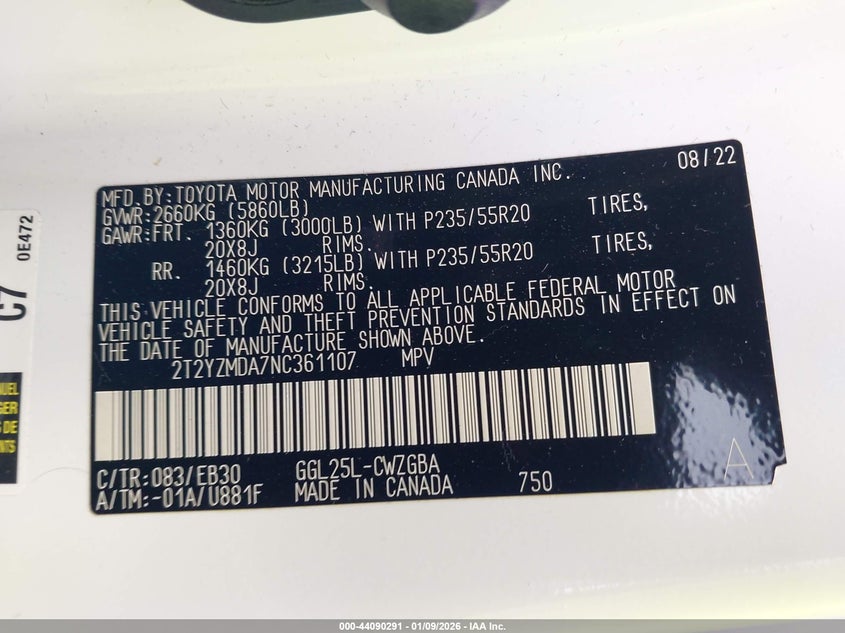 08/22
MFD. BY: TOYOTA MOTOR MANUFACTURING CANADA INC.
GVWR: 2660KG (5860LB)
GAWR: FRT. 1360KG (3000LB) WITH P235/55R20 TIRES,
20X8J RIMS.
RR. 1460KG (3215LB) WITH P235/55R20 TIRES,
20X8J RIMS.
THIS VEHICLE CONFORMS TO ALL APPLICABLE FEDERAL MOTOR
VEHICLE SAFETY AND THEFT PREVENTION STANDARDS IN EFFECT ON
THE DATE OF MANUFACTURE SHOWN ABOVE.
2T2YZMDA7NC361107 MPV
C/TR: 083/EB30 GGL25L-CWZGBA
A/TM: -01A/U881F MADE IN CANADA 750
A
C7
0E472
000-44090291 - 01/09/2026 - IAA Inc.